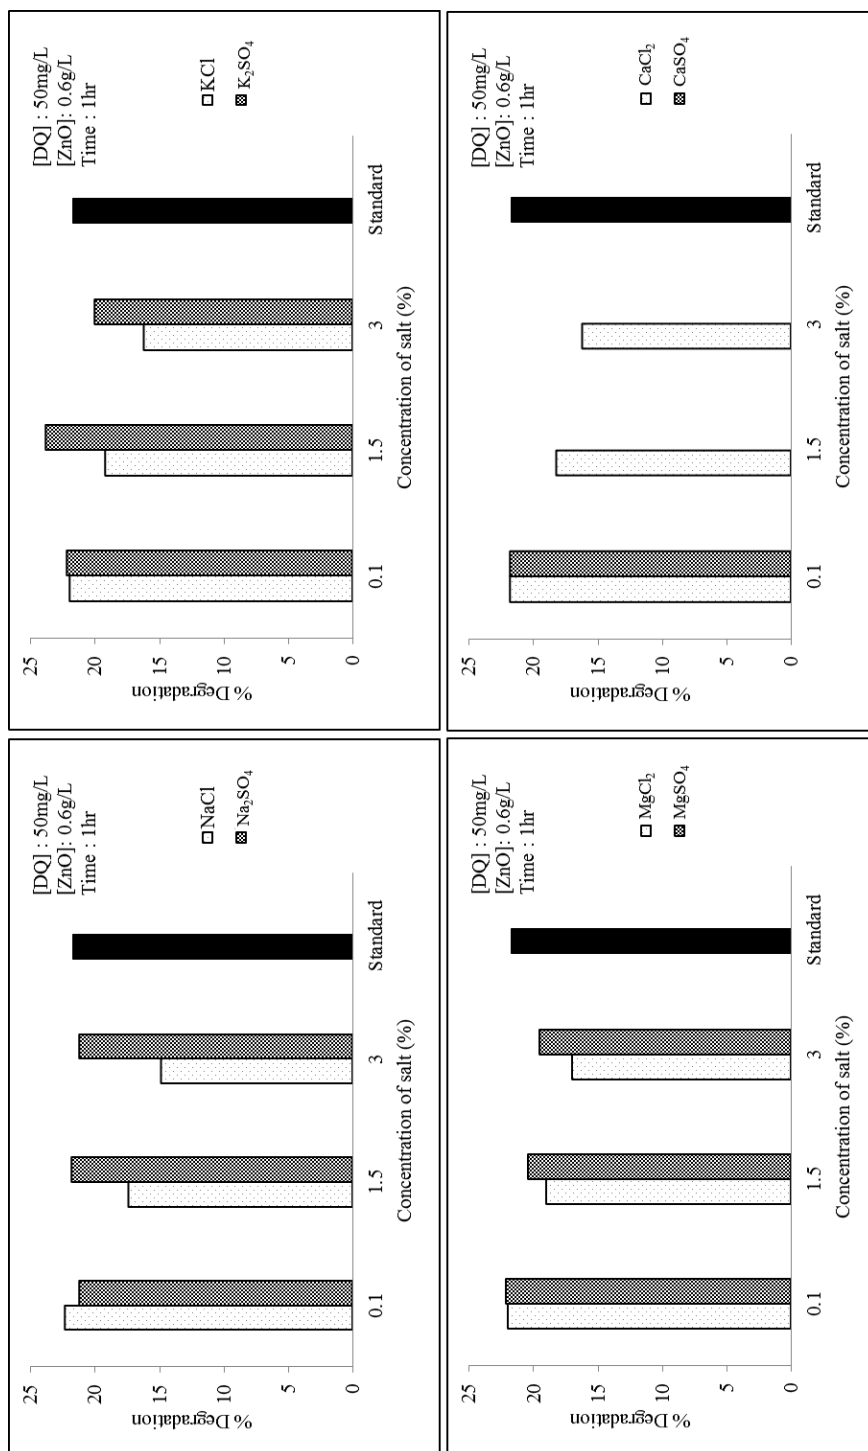 [DQ] : 50mg/L
[ZnO]: 0.6g/L
Time : 1hr
NaCl
Na₂SO₄
% Degradation
25
20
15
10
5
0
0.1
1.5
3
Standard
Concentration of salt (%)
[DQ] : 50mg/L
[ZnO]: 0.6g/L
Time : 1hr
KCl
K₂SO₄
% Degradation
25
20
15
10
5
0
0.1
1.5
3
Standard
Concentration of salt (%)
[DQ] : 50mg/L
[ZnO]: 0.6g/L
Time : 1hr
MgCl₂
MgSO₄
% Degradation
25
20
15
10
5
0
0.1
1.5
3
Standard
Concentration of salt (%)
[DQ] : 50mg/L
[ZnO]: 0.6g/L
Time : 1hr
CaCl₂
CaSO₄
% Degradation
25
20
15
10
5
0
0.1
1.5
3
Standard
Concentration of salt (%)